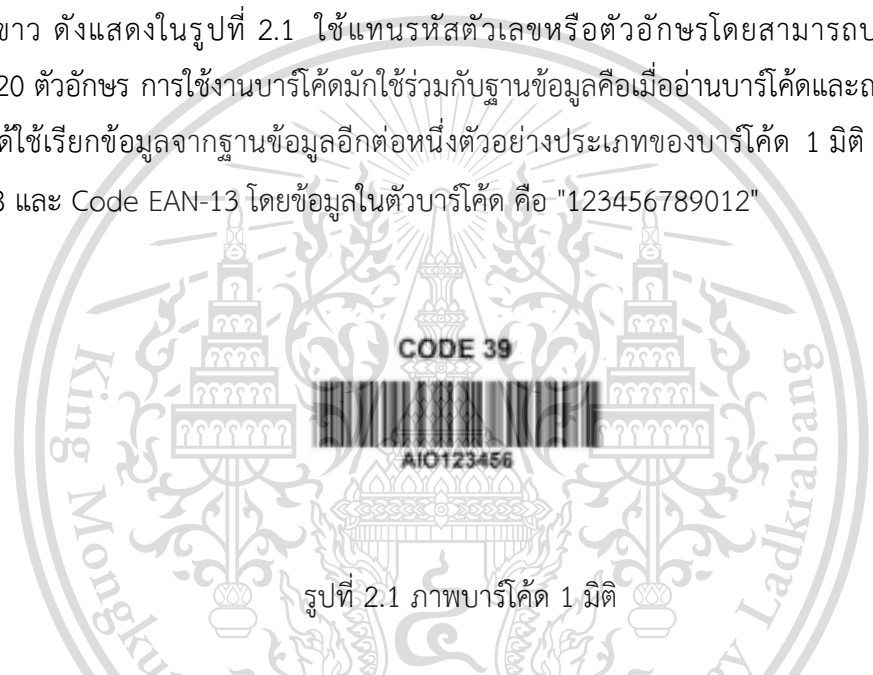 ขาว ดังแสดงในรูปที่ 2.1 ใช้แทนรหัสตัวเลขหรือตัวอักษรโดยสามารถบ
20 ตัวอักษร การใช้งานบาร์โค้ดมักใช้ร่วมกับฐานข้อมูลคือเมื่ออ่านบาร์โค้ดและถ
ด้ใช้เรียกข้อมูลจากฐานข้อมูลอีกต่อหนึ่งตัวอย่างประเภทของบาร์โค้ด 1 มิติ
และ Code EAN-13 โดยข้อมูลในตัวบาร์โค้ด คือ "123456789012"
CODE 39
AIO123456
รูปที่ 2.1 ภาพบาร์โค้ด 1 มิติ
King Mongku
Ladkrabang